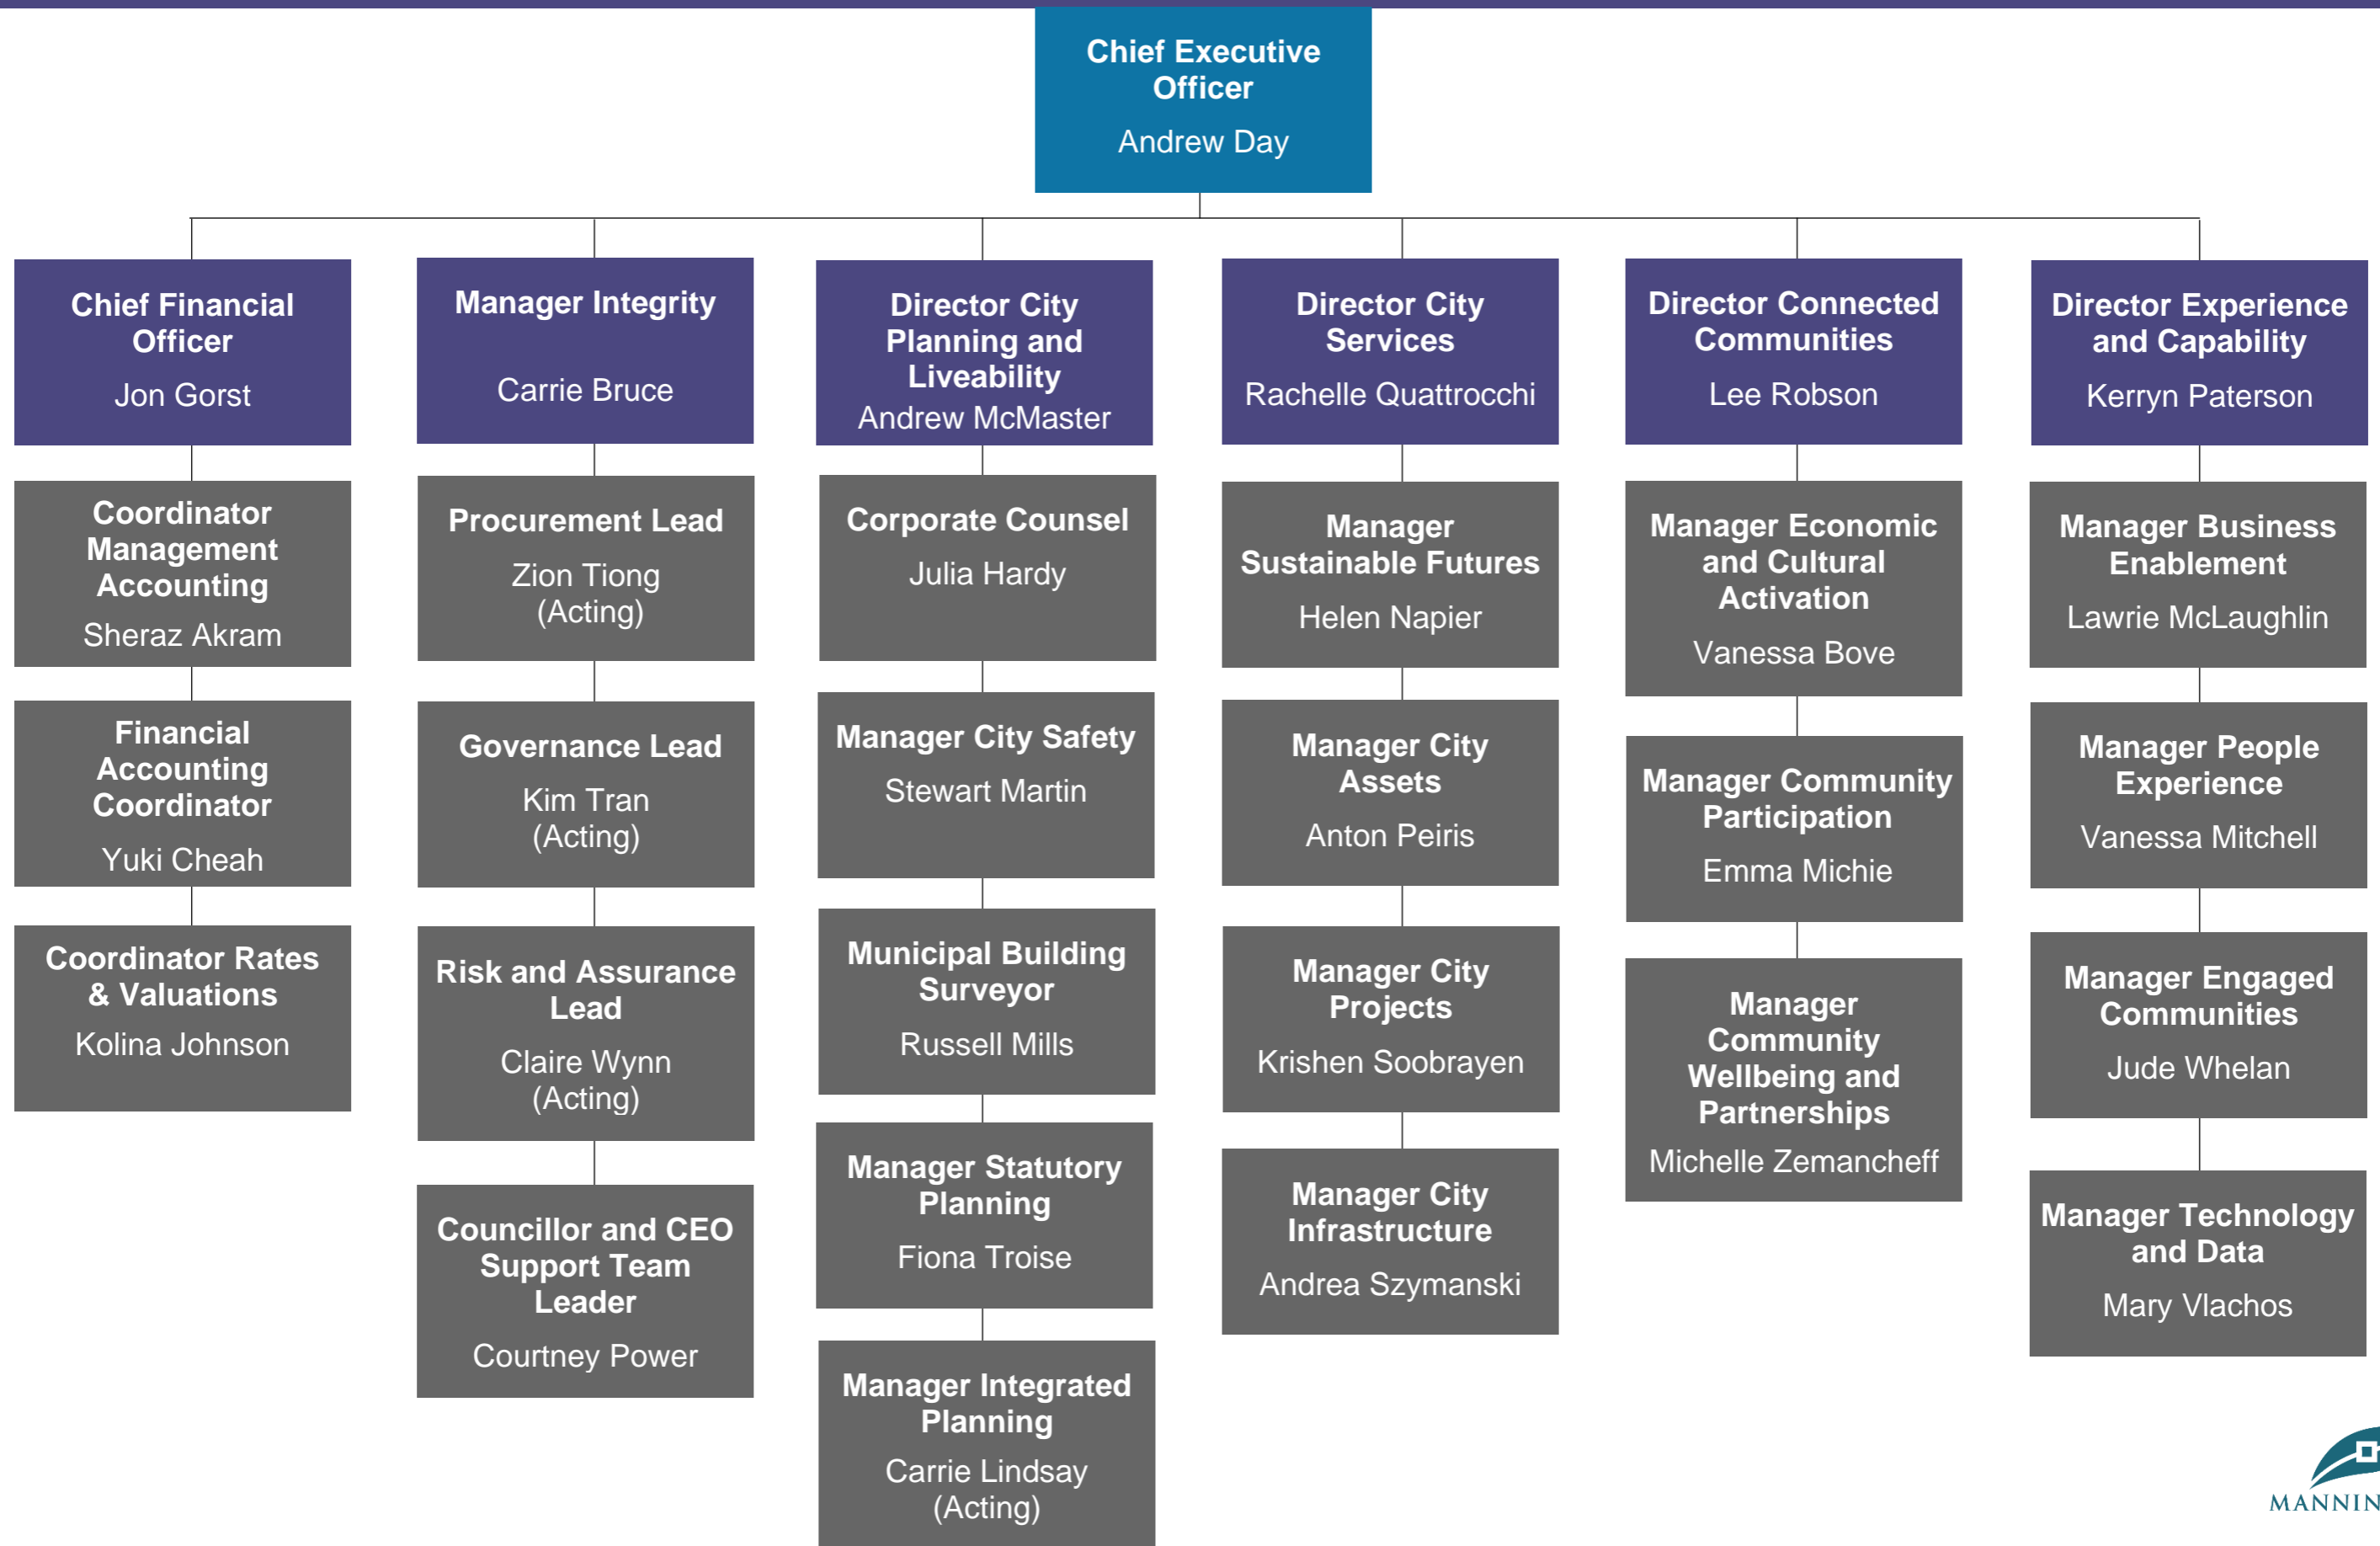 Chief Executive
Officer
Andrew Day
Chief Financial
Officer
Jon Gorst
Manager Integrity
Carrie Bruce
Director City
Planning and
Liveability
Andrew McMaster
Director City
Services
Rachelle Quattrocchi
Director Connected
Communities
Lee Robson
Director Experience
and Capability
Kerryn Paterson
Coordinator
Management
Accounting
Sheraz Akram
Financial
Accounting
Coordinator
Yuki Cheah
Coordinator Rates
& Valuations
Kolina Johnson
Procurement Lead
Zion Tiong
(Acting)
Governance Lead
Kim Tran
(Acting)
Risk and Assurance
Lead
Claire Wynn
(Acting)
Councillor and CEO
Support Team
Leader
Courtney Power
Corporate Counsel
Julia Hardy
Manager City Safety
Stewart Martin
Municipal Building
Surveyor
Russell Mills
Manager Statutory
Planning
Fiona Troise
Manager Integrated
Planning
Carrie Lindsay
(Acting)
Manager
Sustainable Futures
Helen Napier
Manager City
Assets
Anton Peiris
Manager City
Projects
Krishen Soobrayen
Manager City
Infrastructure
Andrea Szymanski
Manager Economic
and Cultural
Activation
Vanessa Bove
Manager Community
Participation
Emma Michie
Manager
Community
Wellbeing and
Partnerships
Michelle Zemancheff
Manager Business
Enablement
Lawrie McLaughlin
Manager People
Experience
Vanessa Mitchell
Manager Engaged
Communities
Jude Whelan
Manager Technology
and Data
Mary Vlachos